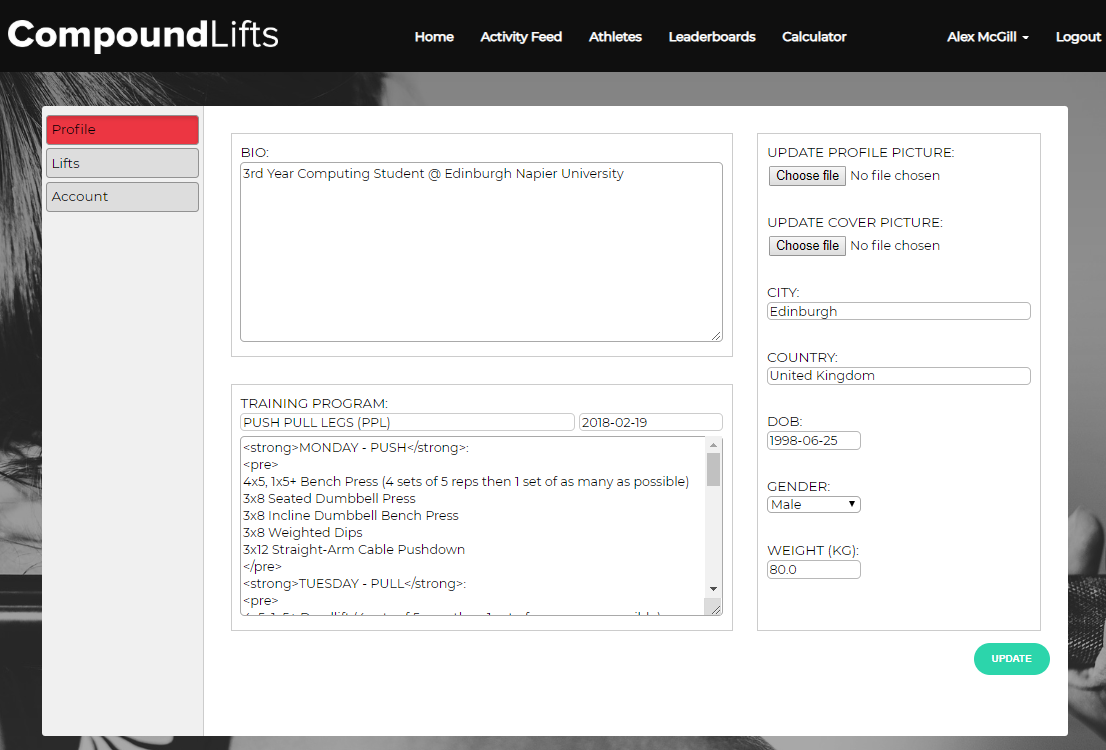 CompoundLifts
Home Activity Feed Athletes Leaderboards Calculator Alex McGill Logout
Profile
Lifts
Account
BIO:
3rd Year Computing Student @ Edinburgh Napier University
TRAINING PROGRAM:
PUSH PULL LEGS (PPL) 2018-02-19
<strong>MONDAY - PUSH</strong>:
<pre>
4x5, 1x5+ Bench Press (4 sets of 5 reps then 1 set of as many as possible)
3x8 Seated Dumbbell Press
3x8 Incline Dumbbell Bench Press
3x8 Weighted Dips
3x12 Straight-Arm Cable Pushdown
</pre>
<strong>TUESDAY - PULL</strong>:
<pre>
UPDATE PROFILE PICTURE:
Choose file No file chosen
UPDATE COVER PICTURE:
Choose file No file chosen
CITY:
Edinburgh
COUNTRY:
United Kingdom
DOB:
1998-06-25
GENDER:
Male
WEIGHT (KG):
80.0
UPDATE